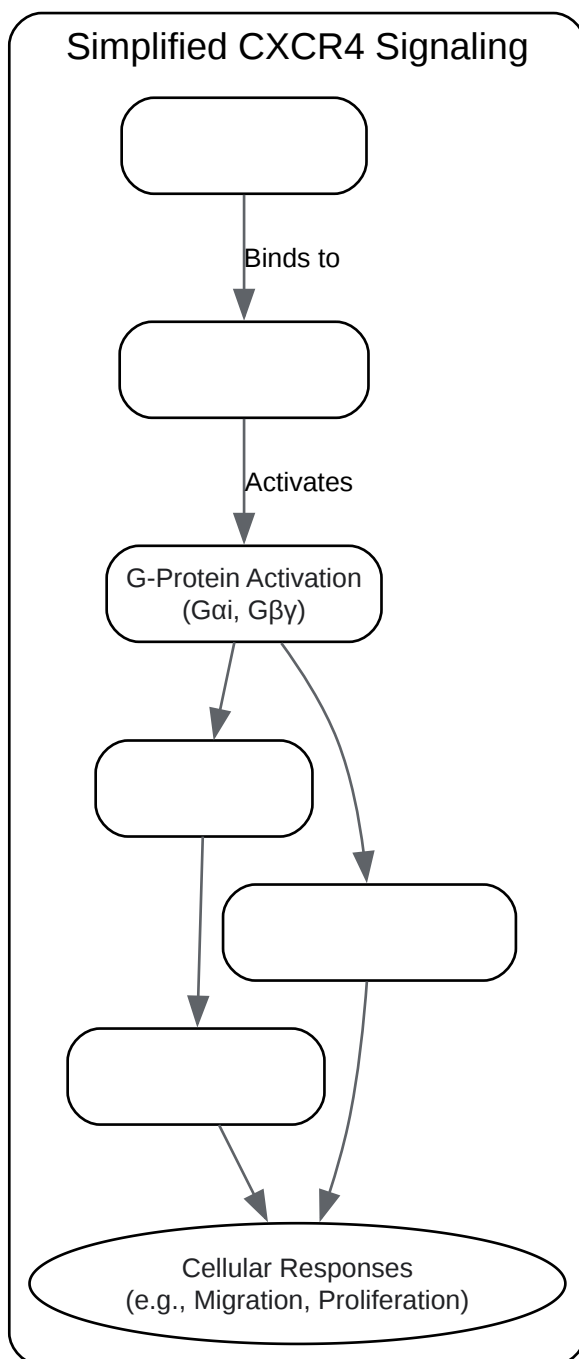 Simplified CXCR4 Signaling
Binds to
Activates
G-Protein Activation
(Gαi, Gβγ)
Cellular Responses
(e.g., Migration, Proliferation)